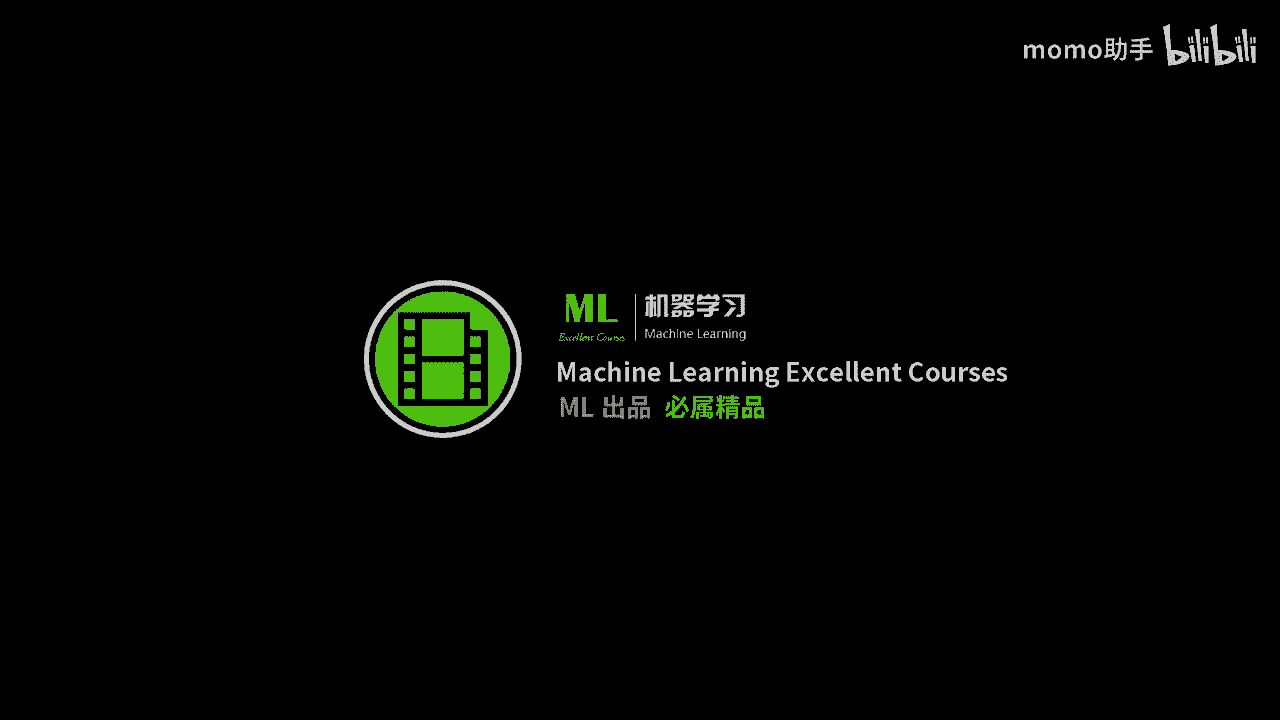 momo助手 bilibili
ML 机器学习
Excellent Courses Machine Learning
Machine Learning Excellent Courses
ML 出品 必属精品